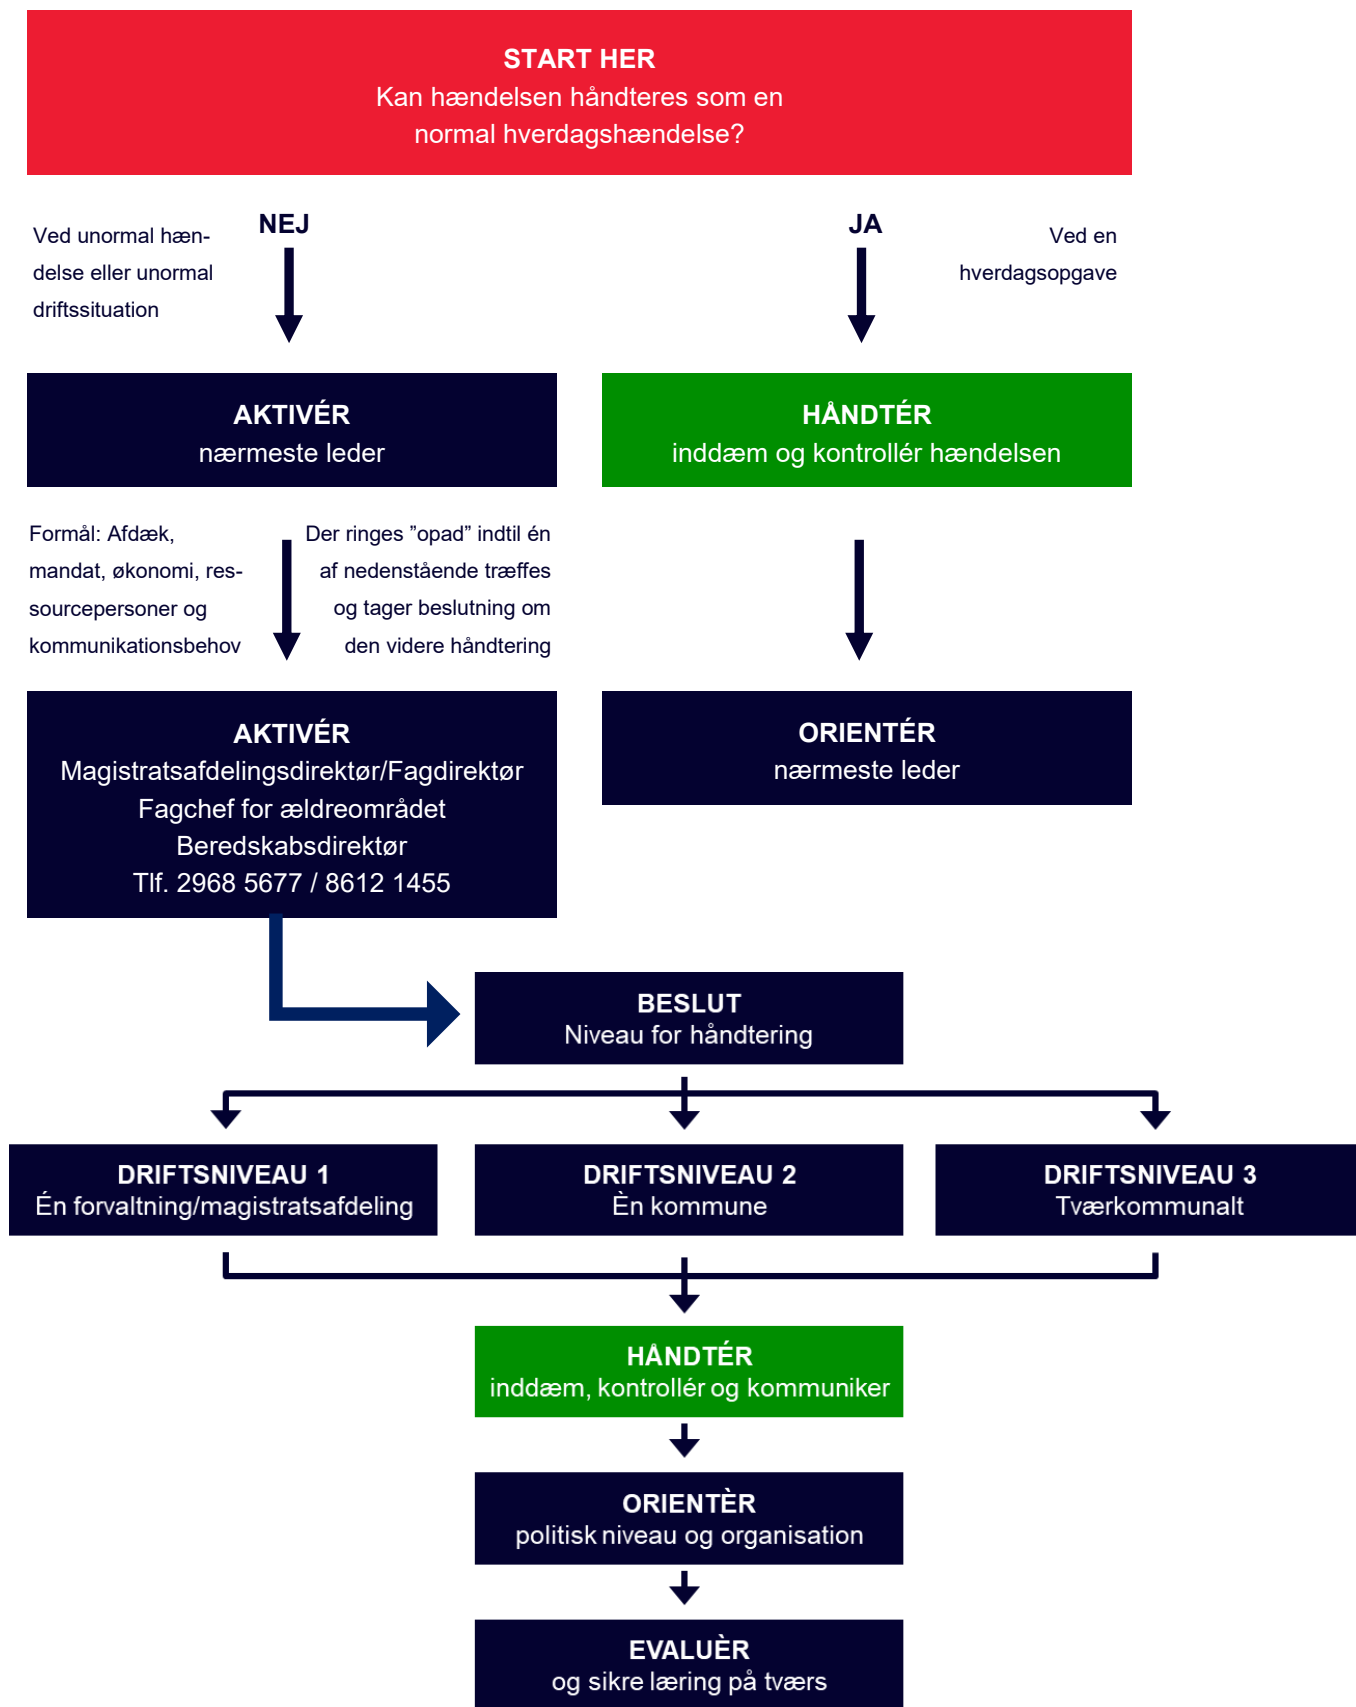 START HER
Kan hændelsen håndteres som en
normal hverdagshændelse?
NEJ
Ved unormal hæn-
delse eller unormal
driftssituation
JA
Ved en
hverdagsopgave
AKTIVÉR
nærmeste leder
HÅNDTÉR
inddæm og kontrollér hændelsen
Formål: Afdæk,
mandat, økonomi, res-
sourcepersoner og
kommunikationsbehov
Der ringes ”opad” indtil én
af nedenstående træffes
og tager beslutning om
den videre håndtering
AKTIVÉR
Magistratsafdelingsdirektør/Fagdirektør
Fagchef for ældreområdet
Beredskabsdirektør
Tlf. 2968 5677 / 8612 1455
ORIENTÉR
nærmeste leder
BESLUT
Niveau for håndtering
DRIFTSNIVEAU 1
Én forvaltning/magistratsafdeling
DRIFTSNIVEAU 2
Èn kommune
DRIFTSNIVEAU 3
Tværkommunalt
HÅNDTÉR
inddæm, kontrollér og kommuniker
ORIENTÈR
politisk niveau og organisation
EVALUÈR
og sikre læring på tværs